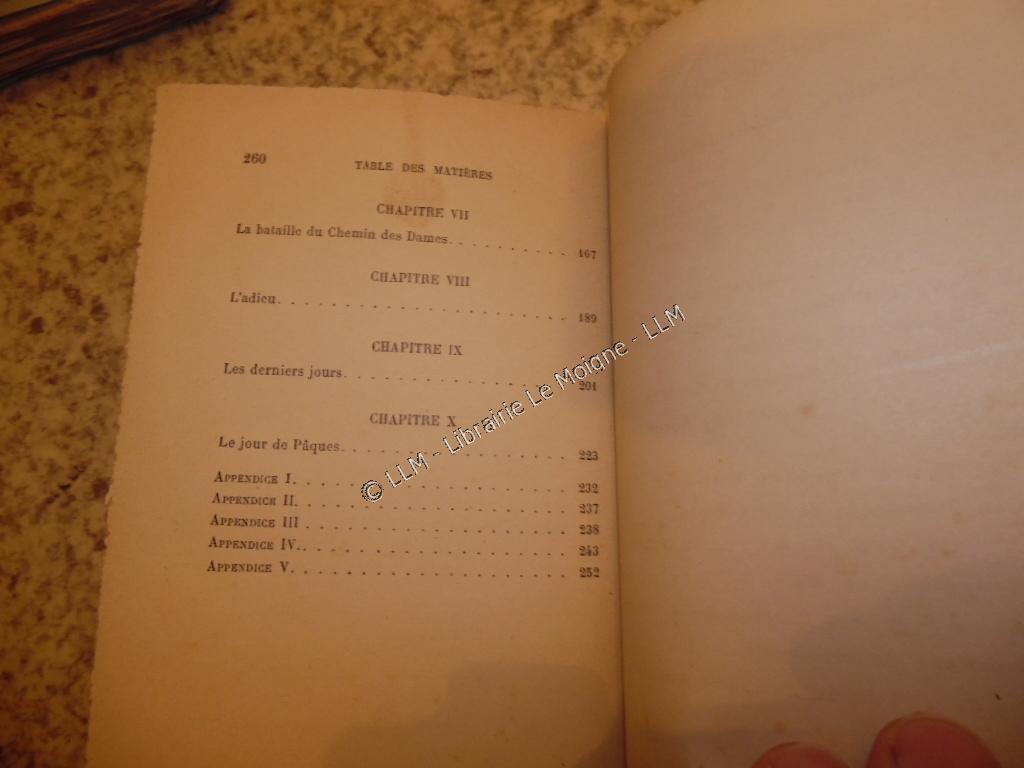 260
TABLE DES MATIÈRES
CHAPITRE VII
La bataille du Chemin des Dames. . . . . . . . . 167
CHAPITRE VIII
L'adieu. . . . . . . . . . . . . . . . . . . . . . 189
CHAPITRE IX
Les derniers jours. . . . . . . . . . . . . . . . . 201
CHAPITRE X
Le jour de Pâques. . . . . . . . . . . . . . . . . 223
APPENDICE I. . . . . . . . . . . . . . . . . . . . 232
APPENDICE II. . . . . . . . . . . . . . . . . . . . 237
APPENDICE III . . . . . . . . . . . . . . . . . . . 238
APPENDICE IV. . . . . . . . . . . . . . . . . . . . 243
APPENDICE V. . . . . . . . . . . . . . . . . . . . 252
© LLM - Librairie Le Moigne - LLM